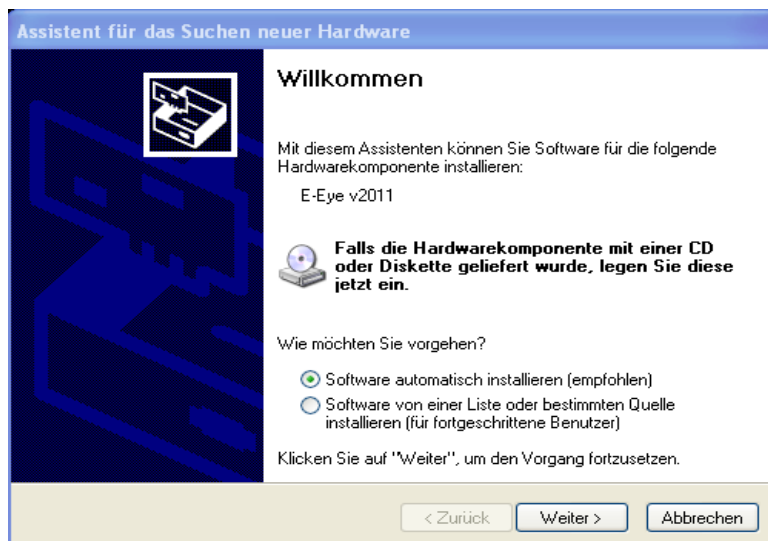 Assistent für das Suchen neuer Hardware
Willkommen
Mit diesem Assistenten können Sie Software für die folgende
Hardwarekomponente installieren:
E-Eye v2011
Falls die Hardwarekomponente mit einer CD
oder Diskette geliefert wurde, legen Sie diese
jetzt ein.
Wie möchten Sie vorgehen?
Software automatisch installieren (empfohlen)
Software von einer Liste oder bestimmten Quelle
installieren (für fortgeschrittene Benutzer)
Klicken Sie auf "Weiter", um den Vorgang fortzusetzen.
< Zurück Weiter > Abbrechen